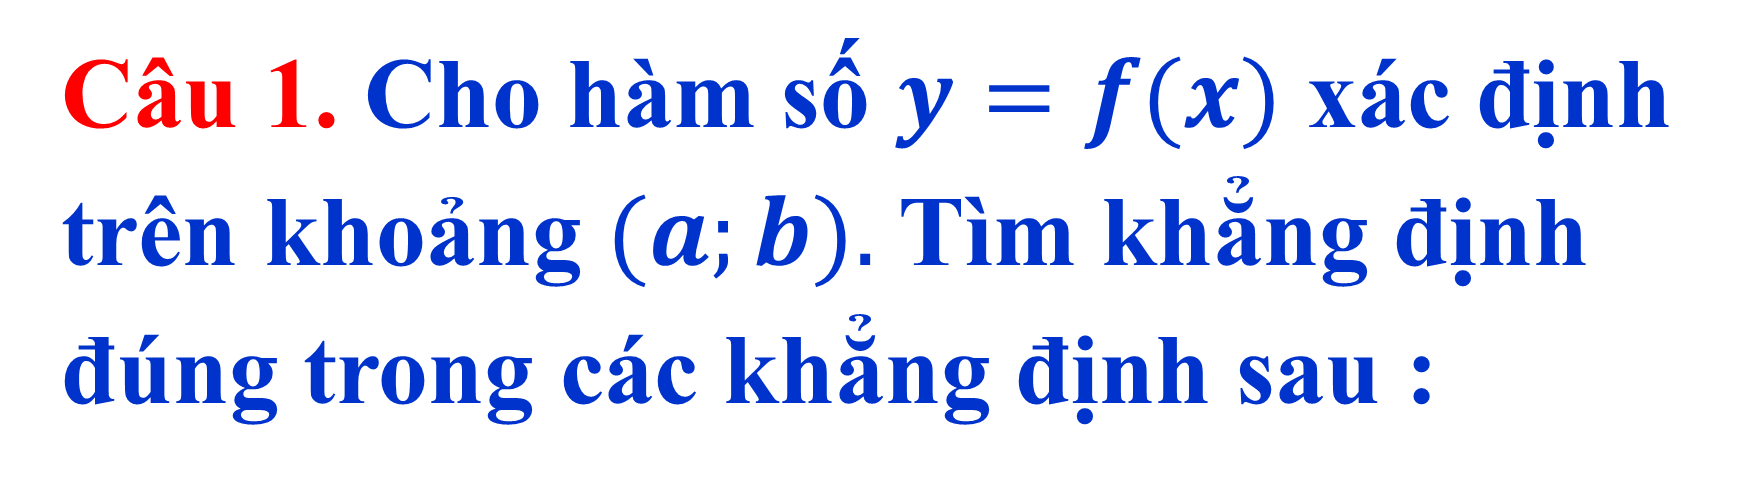 Câu 1. Cho hàm số y = f(x) xác định
trên khoảng (a; b). Tìm khẳng định
đúng trong các khẳng định sau :